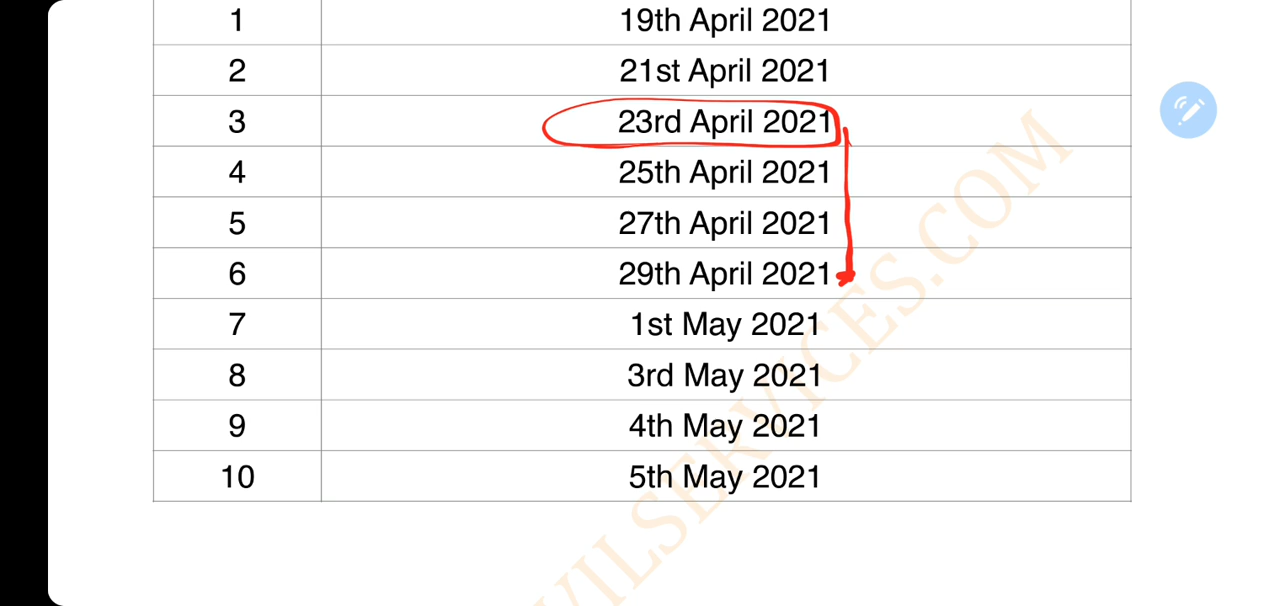 1 19th April 2021
2 21st April 2021
3 23rd April 2021
4 25th April 2021
5 27th April 2021
6 29th April 2021
7 1st May 2021
8 3rd May 2021
9 4th May 2021
10 5th May 2021
VILSERVICES.COM